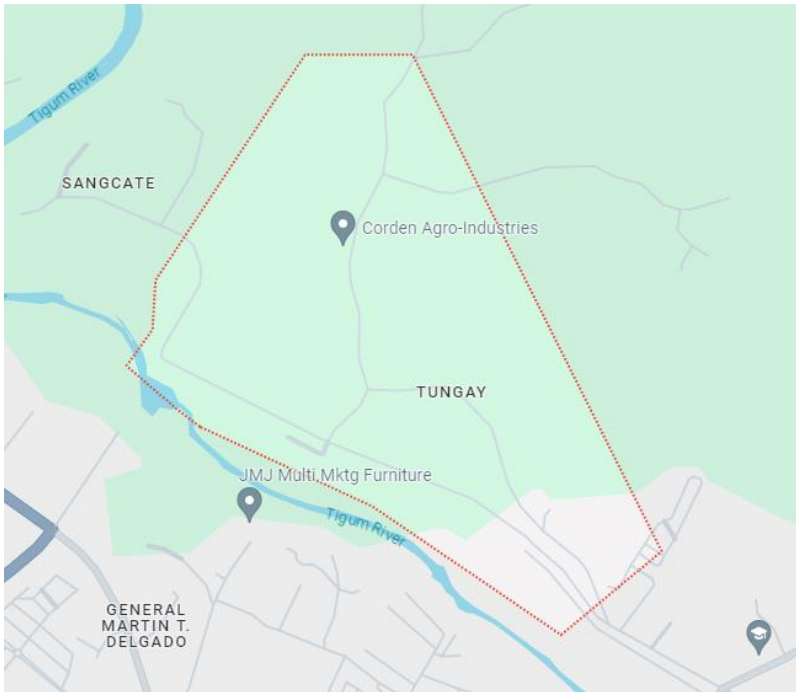 Tigum River
SANGCATE
Corden Agro-Industries
TUNGAY
JMJ Multi Mktg Furniture
Tigum River
GENERAL
MARTIN T.
DELGADO